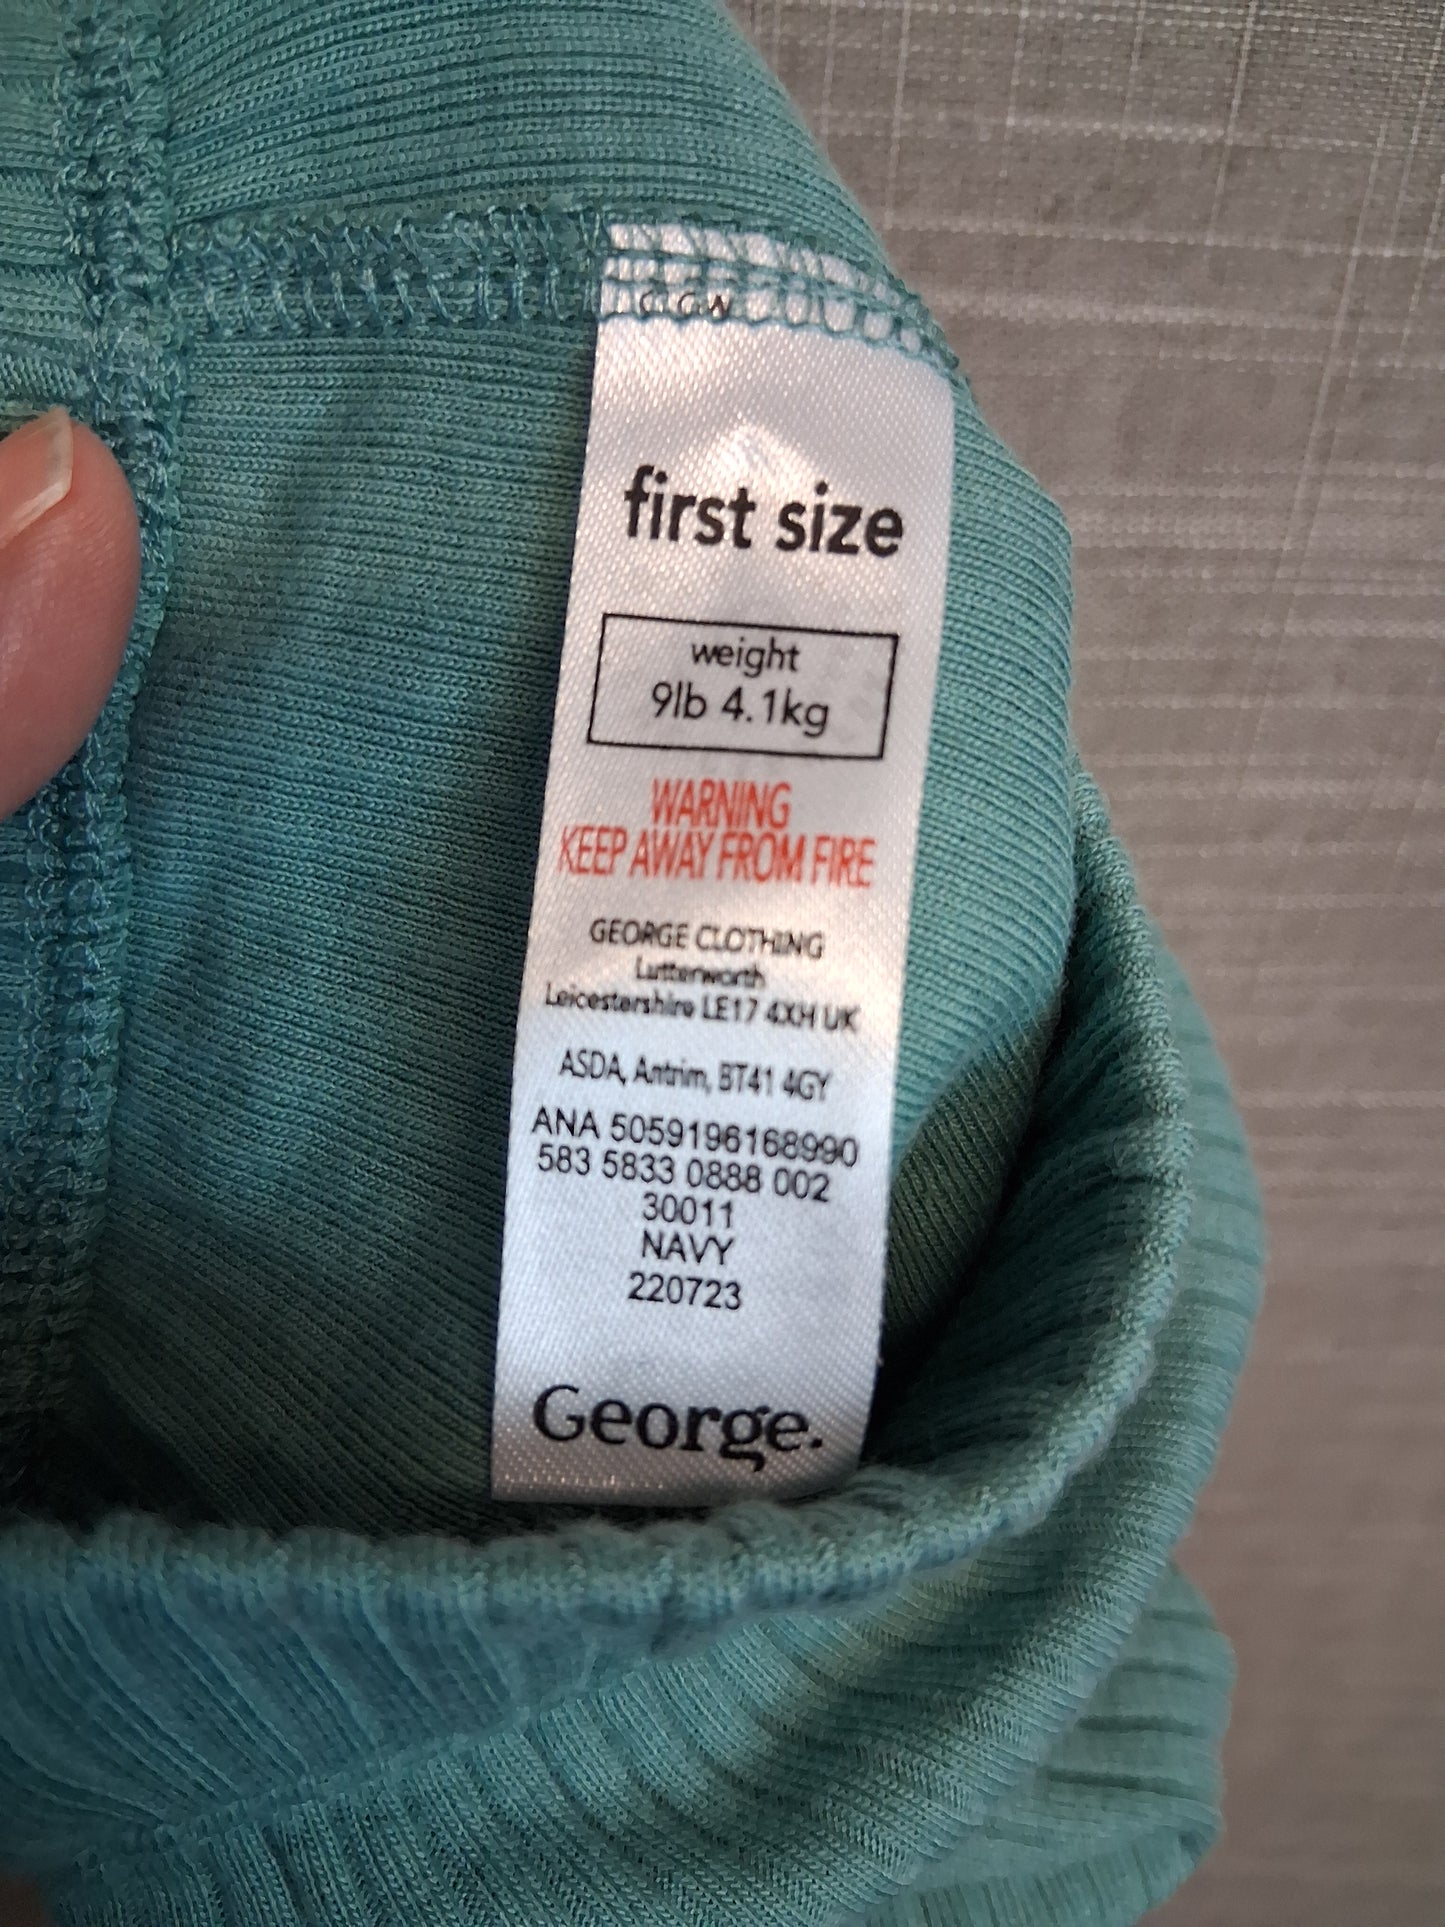 first size
weight
9lb 4.1kg
WARNING
KEEP AWAY FROM FIRE
GEORGE CLOTHING
Lutterworth
Leicestershire LE17 4XH UK
ASDA, Antrim, BT41 4GY
ANA 5059196168990
583 5833 0888 002
30011
NAVY
220723
George.